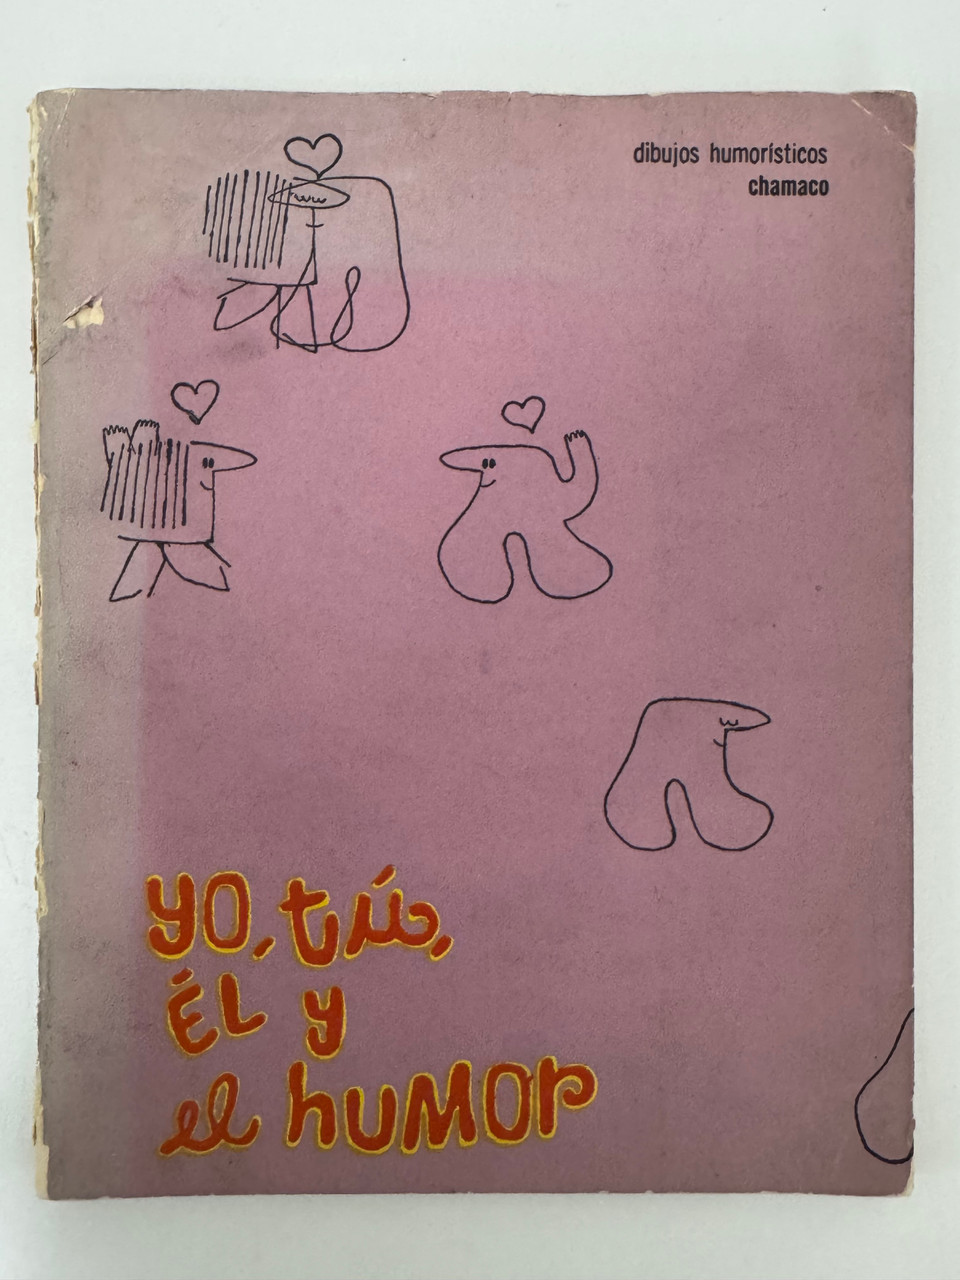 dibujos humorísticos
chamaco
YO, tú,
ÉL y
el humor